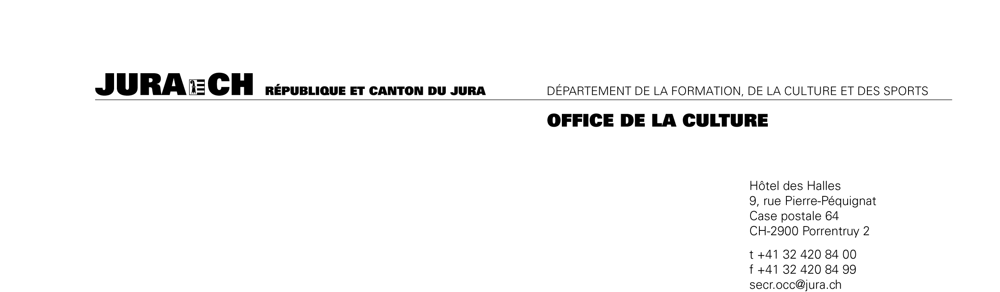 JURA CH RÉPUBLIQUE ET CANTON DU JURA DÉPARTEMENT DE LA FORMATION, DE LA CULTURE ET DES SPORTS
OFFICE DE LA CULTURE
Hôtel des Halles
9, rue Pierre-Péquignat
Case postale 64
CH-2900 Porrentruy 2
t +41 32 420 84 00
f +41 32 420 84 99
secr.occ@jura.ch